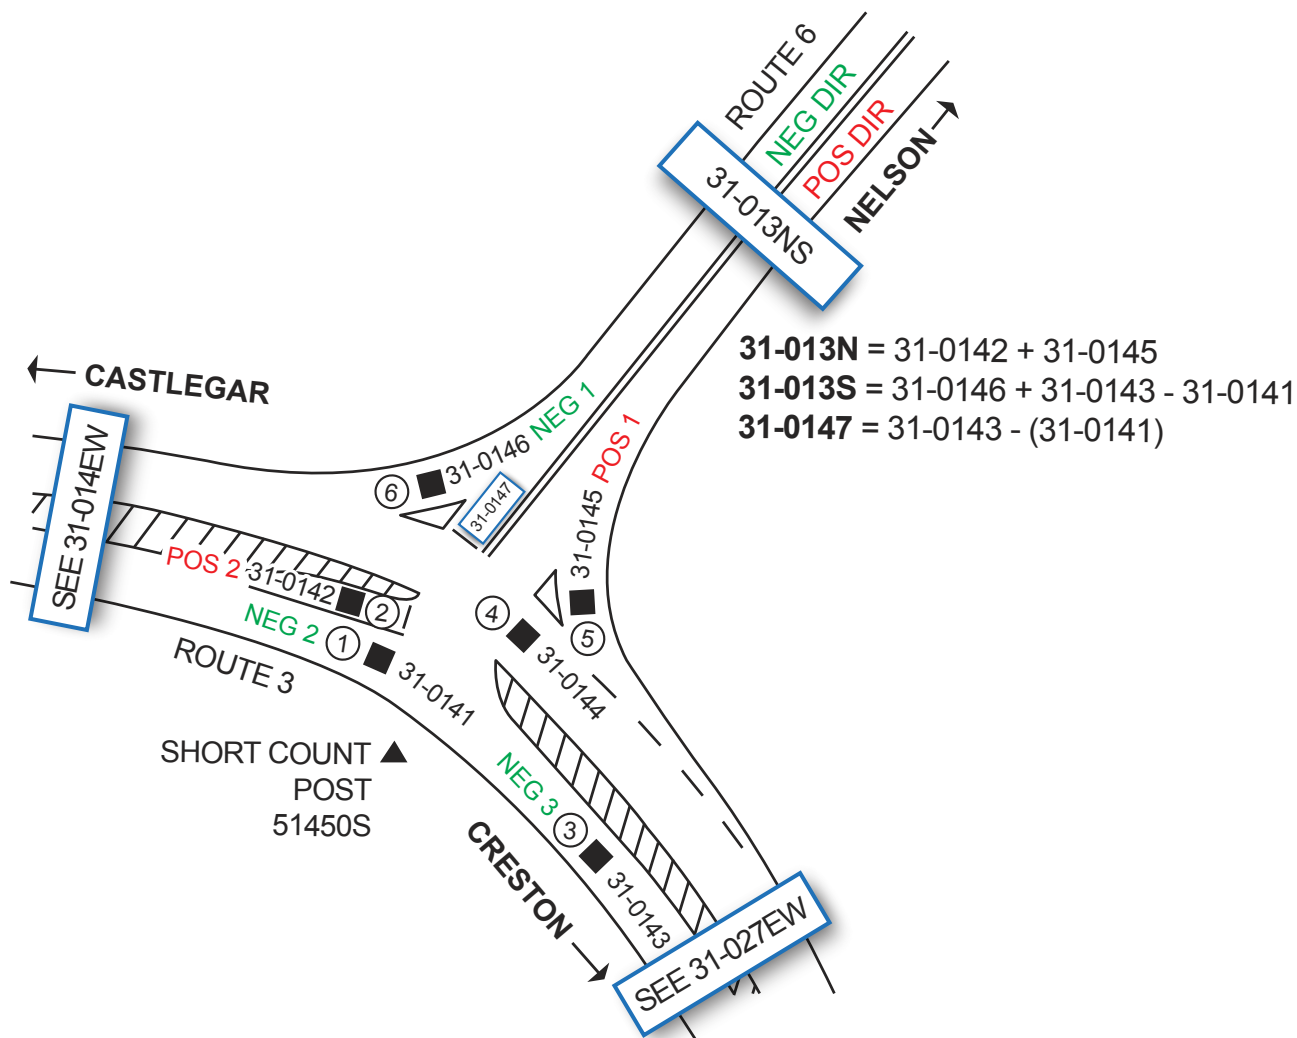 ROUTE 6
NEG DIR
POS DIR
NELSON
31-013NS
31-013N = 31-0142 + 31-0145
31-013S = 31-0146 + 31-0143 - 31-0141
31-0147 = 31-0143 - (31-0141)
CASTLEGAR
SEE 31-014EW
NEG 1
31-0146
6
31-0147
POS 1
31-0145
5
POS 2
31-0142
2
NEG 2
1
31-0141
4
31-0144
ROUTE 3
SHORT COUNT
POST
51450S
NEG 3
3
31-0143
CRESTON
SEE 31-027EW